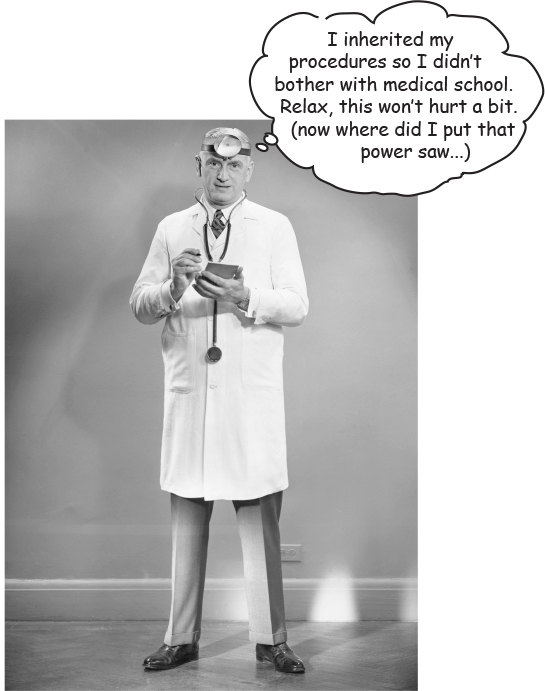 I inherited my
procedures so I didn't
bother with medical school.
Relax, this won't hurt a bit.
(now where did I put that
power saw...)